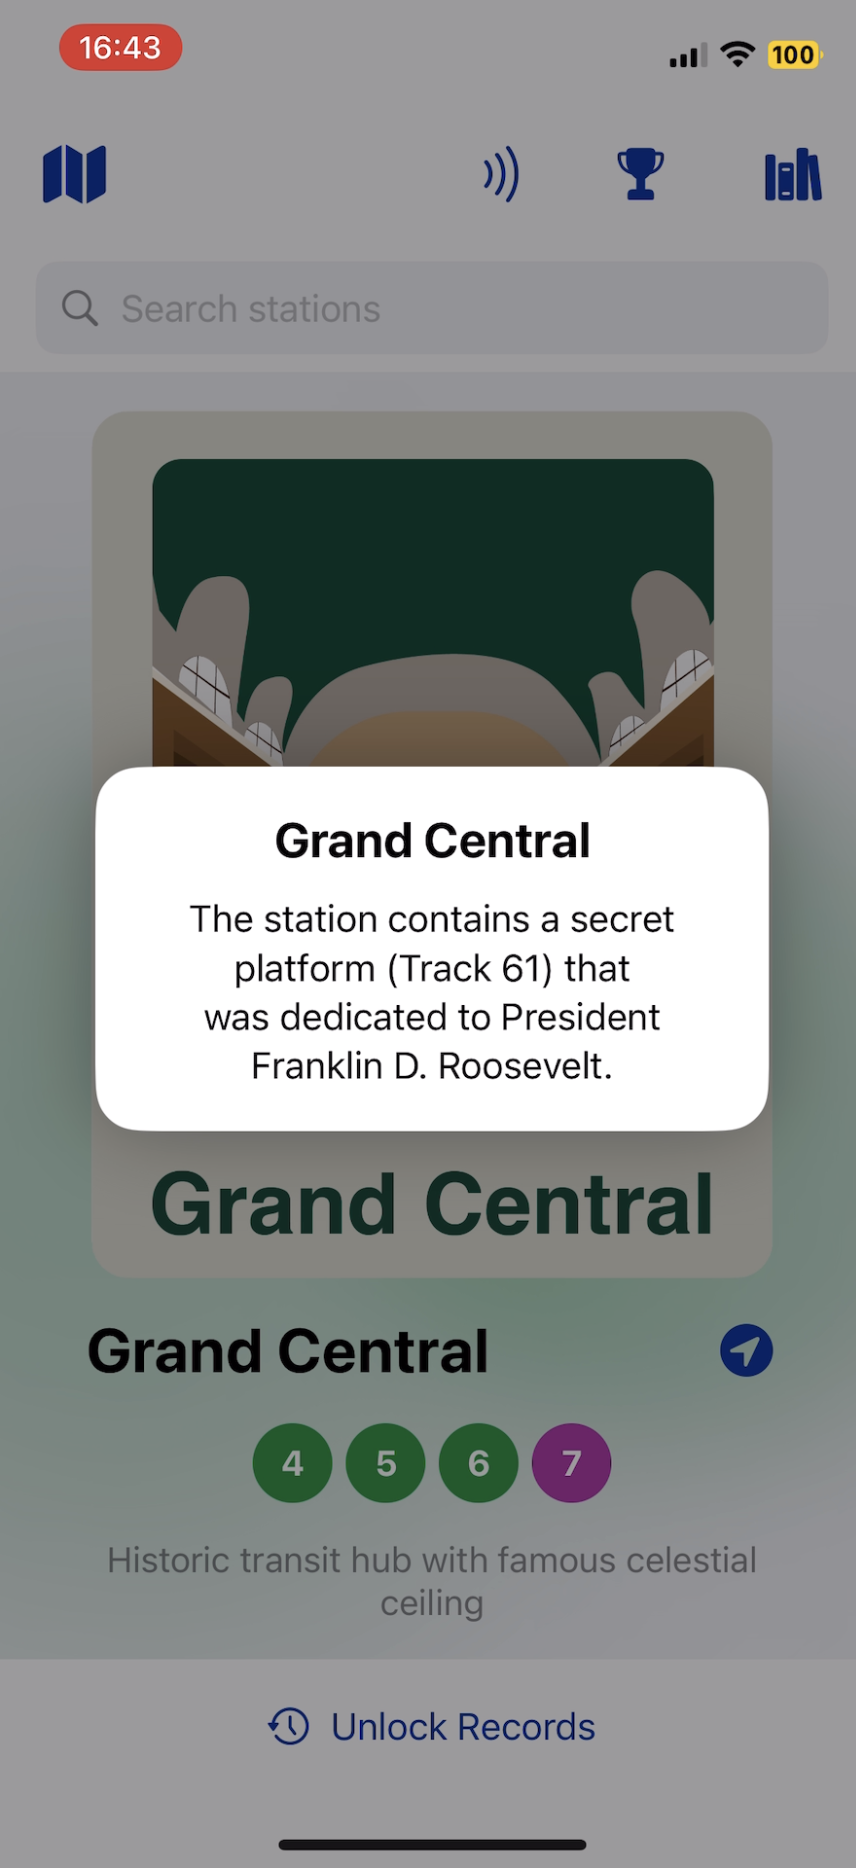 16:43
100
Search stations
Grand Central
The station contains a secret
platform (Track 61) that
was dedicated to President
Franklin D. Roosevelt.
Grand Central
Grand Central
4 5 6 7
Historic transit hub with famous celestial
ceiling
Unlock Records